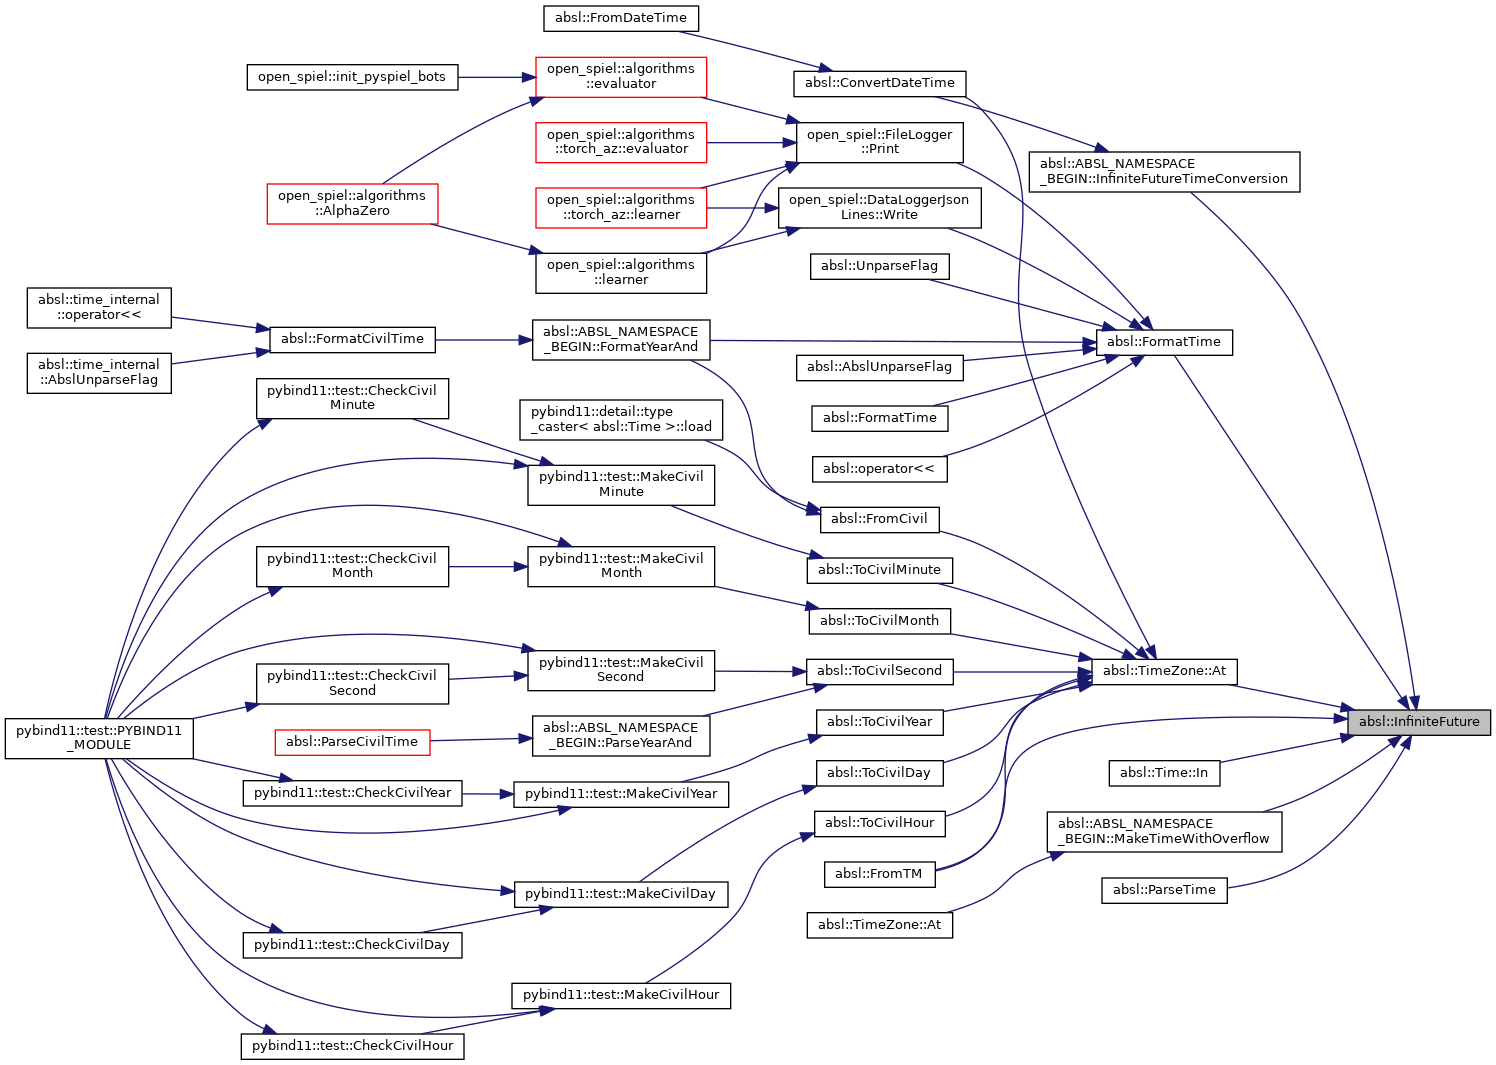 absl::FromDateTime
open_spiel::init_pyspiel_bots
open_spiel::algorithms
::evaluator
absl::ConvertDateTime
open_spiel::algorithms
::torch_az::evaluator
open_spiel::FileLogger
::Print
absl::ABSL_NAMESPACE
_BEGIN::InfiniteFutureTimeConversion
open_spiel::algorithms
::AlphaZero
open_spiel::algorithms
::torch_az::learner
open_spiel::DataLoggerJson
Lines::Write
open_spiel::algorithms
::learner
absl::UnparseFlag
absl::time_internal
::operator<<
absl::FormatCivilTime
absl::ABSL_NAMESPACE
_BEGIN::FormatYearAnd
absl::FormatTime
absl::time_internal
::AbslUnparseFlag
absl::AbslUnparseFlag
pybind11::test::CheckCivil
Minute
pybind11::detail::type
_caster< absl::Time >::load
absl::FormatTime
absl::operator<<
pybind11::test::MakeCivil
Minute
absl::FromCivil
pybind11::test::CheckCivil
Month
pybind11::test::MakeCivil
Month
absl::ToCivilMinute
absl::ToCivilMonth
pybind11::test::CheckCivil
Second
pybind11::test::MakeCivil
Second
absl::ToCivilSecond
absl::TimeZone::At
pybind11::test::PYBIND11
_MODULE
absl::ParseCivilTime
absl::ABSL_NAMESPACE
_BEGIN::ParseYearAnd
absl::ToCivilYear
absl::InfiniteFuture
absl::ToCivilDay
absl::Time::In
pybind11::test::CheckCivilYear
pybind11::test::MakeCivilYear
absl::ToCivilHour
absl::ABSL_NAMESPACE
_BEGIN::MakeTimeWithOverflow
absl::FromTM
absl::ParseTime
pybind11::test::MakeCivilDay
absl::TimeZone::At
pybind11::test::CheckCivilDay
pybind11::test::MakeCivilHour
pybind11::test::CheckCivilHour